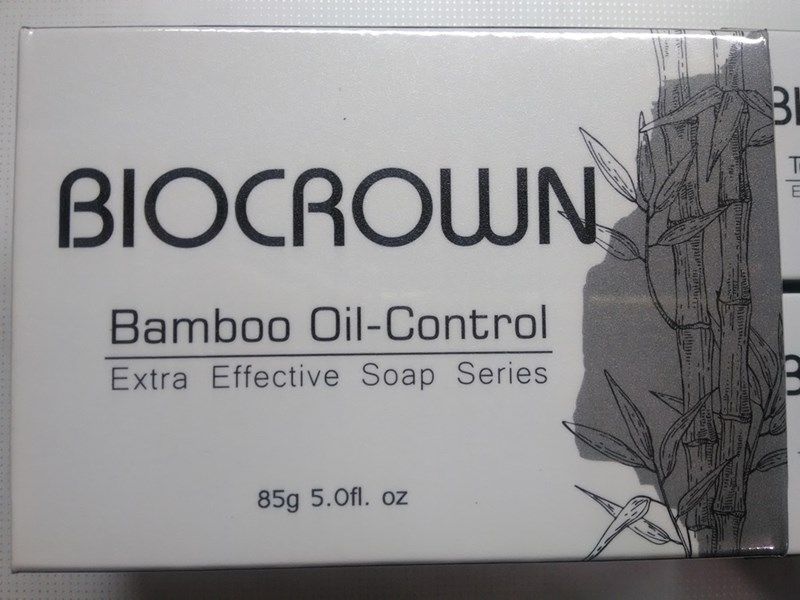 BIOCROWN
Bamboo Oil-Control
Extra Effective Soap Series
85g 5.0fl. oz